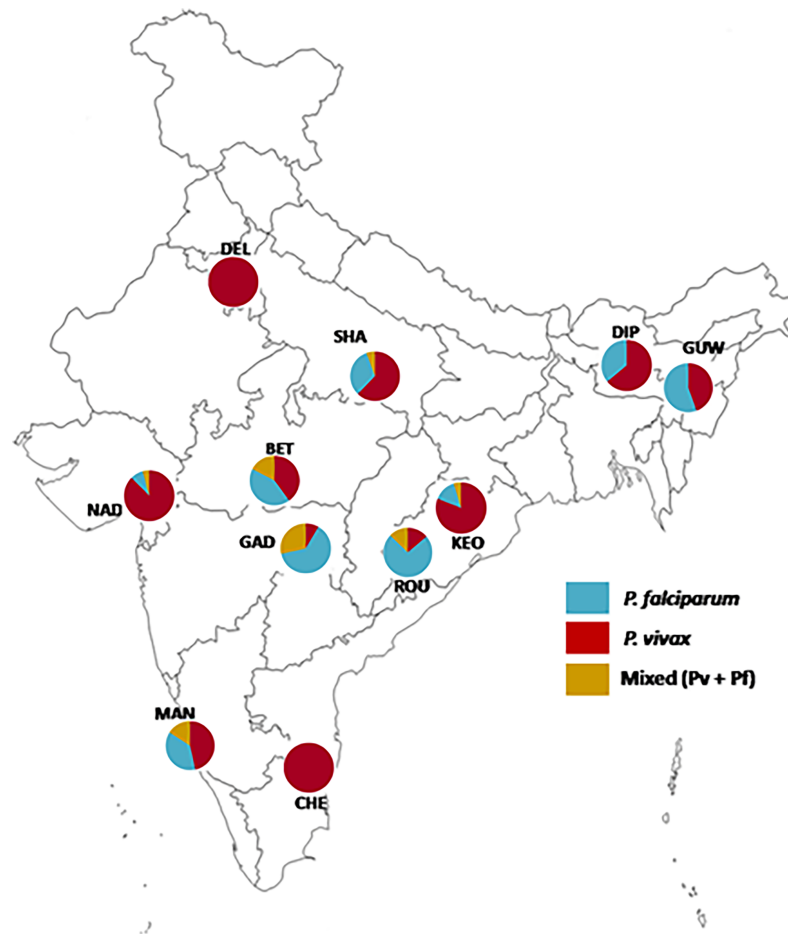 DEL
SHA
DIP
GUW
BET
NAD
GAD
KEO
ROU
P. falciparum
P. vivax
Mixed (Pv + Pf)
MAN
CHE